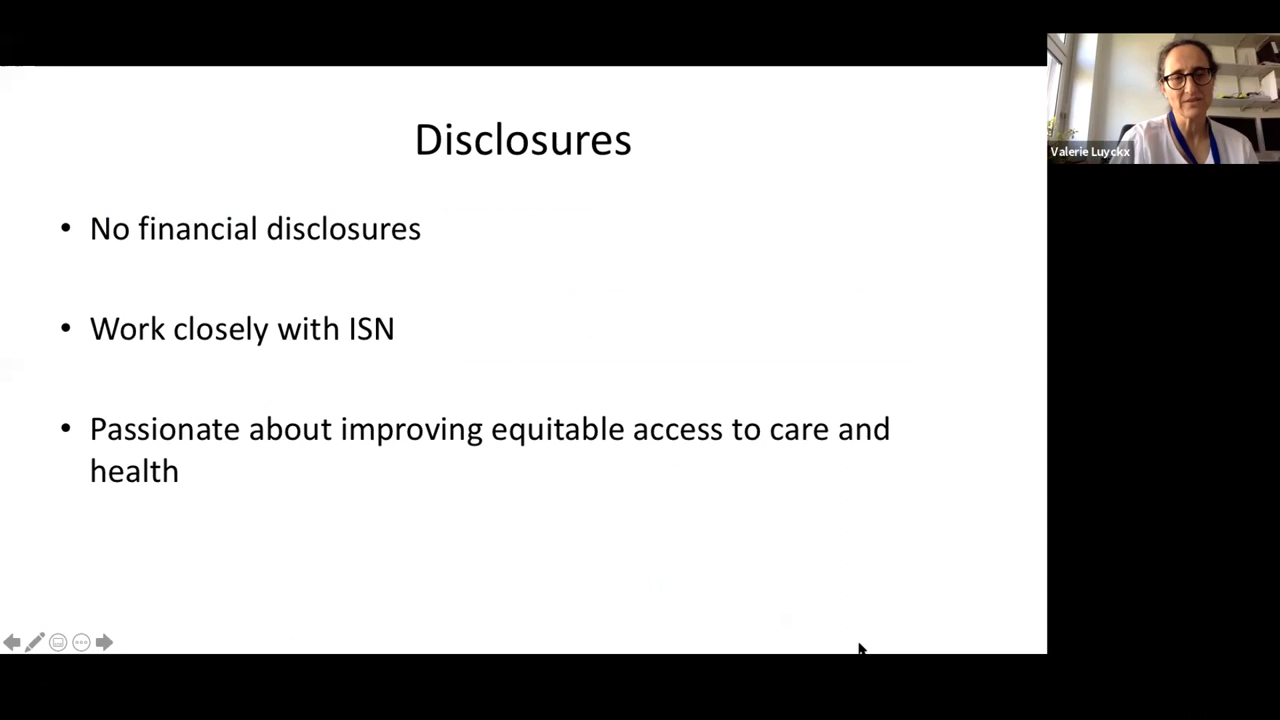 Disclosures
• No financial disclosures
• Work closely with ISN
• Passionate about improving equitable access to care and
health
Valerie Luyckx